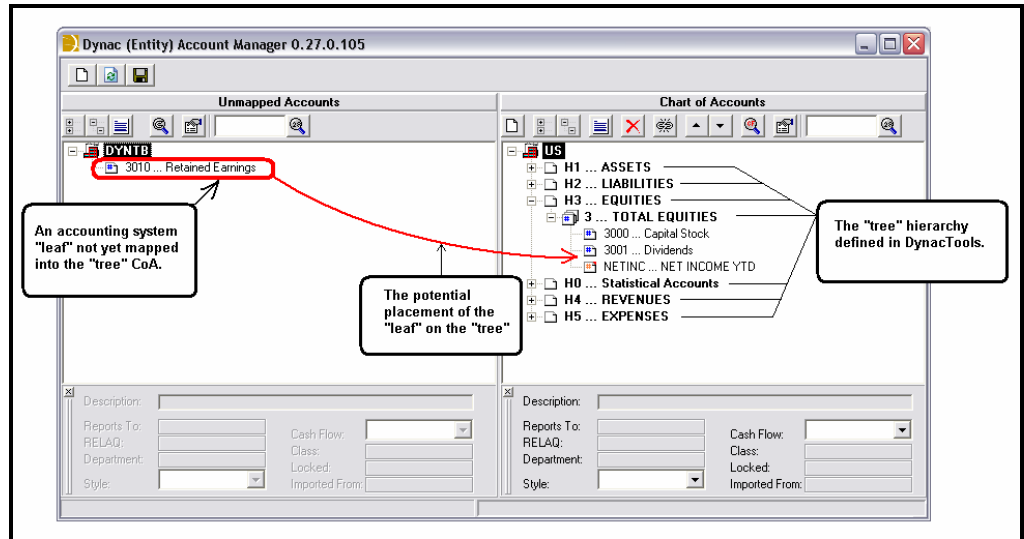 Dynac (Entity) Account Manager 0.27.0.105
Unmapped Accounts
Chart of Accounts
DYNTB
3010 ... Retained Earnings
US
H1 ... ASSETS
H2 ... LIABILITIES
H3 ... EQUITIES
3 ... TOTAL EQUITIES
3000 ... Capital Stock
3001 ... Dividends
NETINC ... NET INCOME YTD
H0 ... Statistical Accounts
H4 ... REVENUES
H5 ... EXPENSES
An accounting system
"leaf" not yet mapped
into the "tree" CoA.
The potential
placement of the
"leaf" on the "tree"
The "tree" hierarchy
defined in DynacTools.
Description:
Reports To:
RELAQ:
Department:
Style:
Cash Flow:
Class:
Locked:
Imported From:
Description:
Reports To:
RELAQ:
Department:
Style:
Cash Flow:
Class:
Locked:
Imported From: